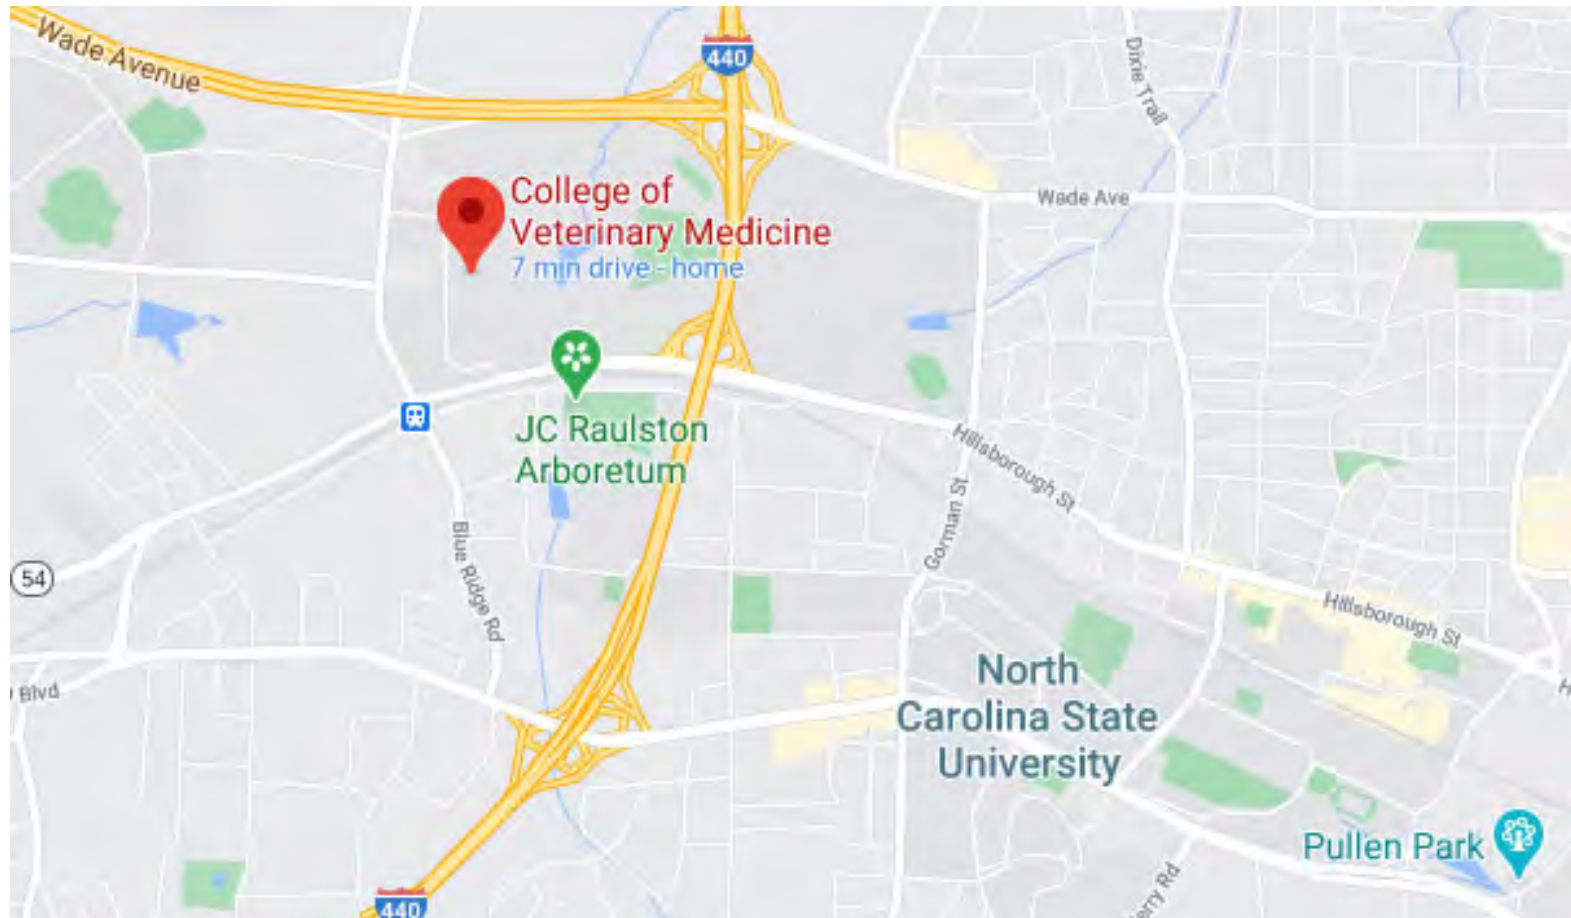 Wade Avenue
440
Dixie Trail
College of
Veterinary Medicine
7 min drive - home
Wade Ave
JC Raulston
Arboretum
Hillsborough St
Gorman St
Blue Ridge Rd
54
Hillsborough St
North
Carolina State
University
Blvd
Pullen Park
440